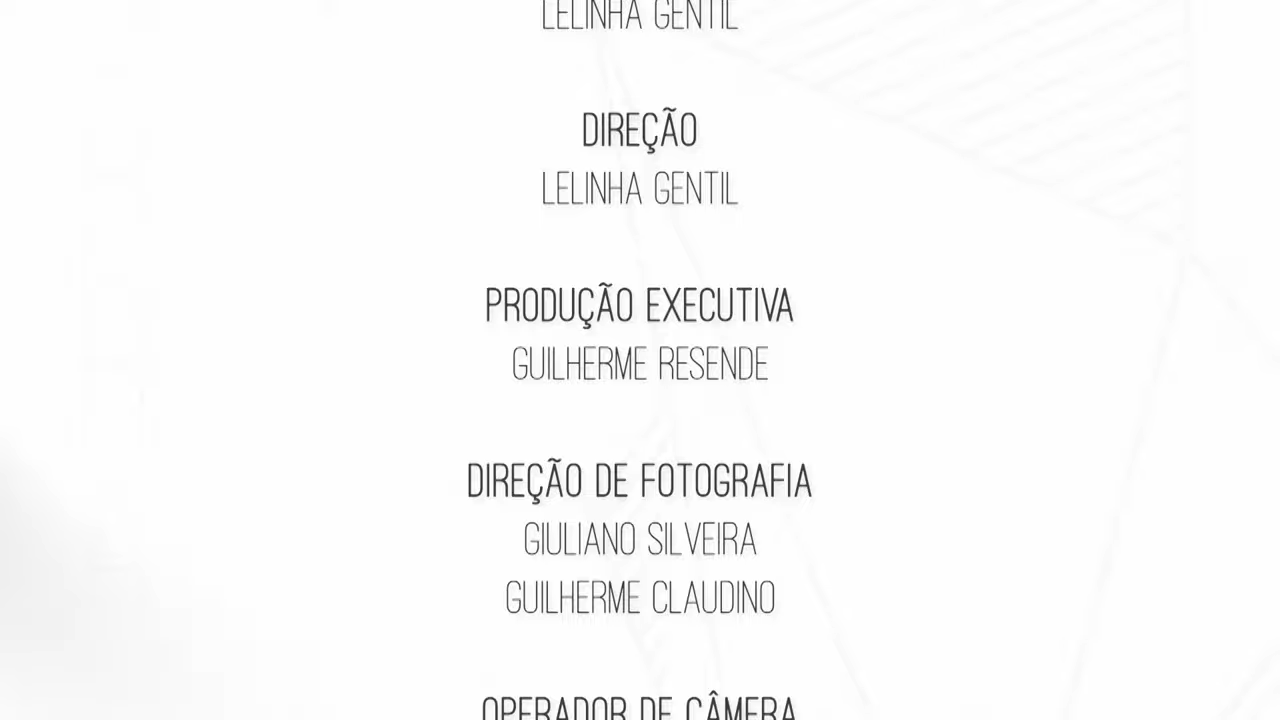 LELINHA GENTIL
DIREÇÃO
LELINHA GENTIL
PRODUÇÃO EXECUTIVA
GUILHERME RESENDE
DIREÇÃO DE FOTOGRAFIA
GIULIANO SILVEIRA
GUILHERME CLAUDINO
OPERADOR DE CÂMERA